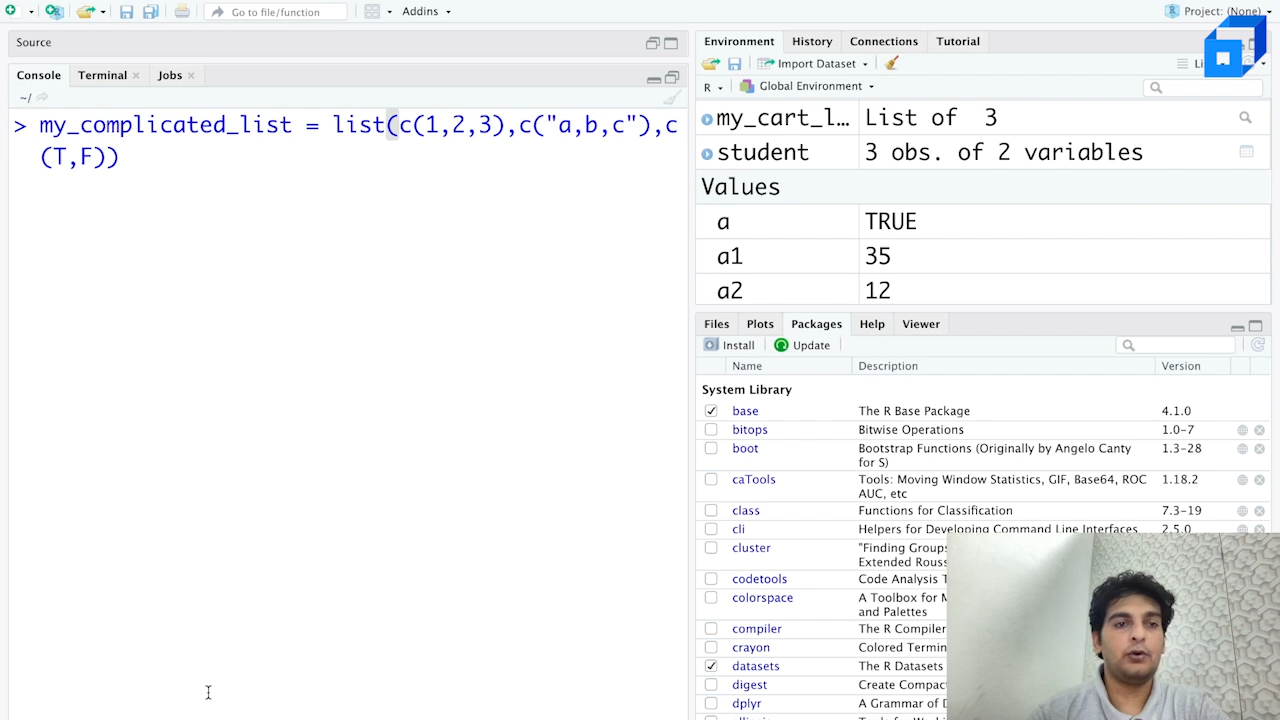 Go to file/function
Addins
Project: (None)
Source
Console
Terminal
Jobs
~/
> my_complicated_list = list(c(1,2,3),c("a,b,c"),c
(T,F))
Environment
History
Connections
Tutorial
Import Dataset
R
Global Environment
my_cart_l… List of 3
student 3 obs. of 2 variables
Values
a TRUE
a1 35
a2 12
Files
Plots
Packages
Help
Viewer
Install
Update
Name Description Version
System Library
base The R Base Package 4.1.0
bitops Bitwise Operations 1.0-7
boot Bootstrap Functions (Originally by Angelo Canty 1.3-28
for S)
caTools Tools: Moving Window Statistics, GIF, Base64, ROC 1.18.2
AUC, etc
class Functions for Classification 7.3-19
cli Helpers for Developing Command Line Interfaces 2.5.0
cluster "Finding Groups
Extended Rouss
codetools Code Analysis T
colorspace A Toolbox for M
and Palettes
compiler The R Compiler
crayon Colored Termin
datasets The R Datasets
digest Create Compac
dplyr A Grammar of D